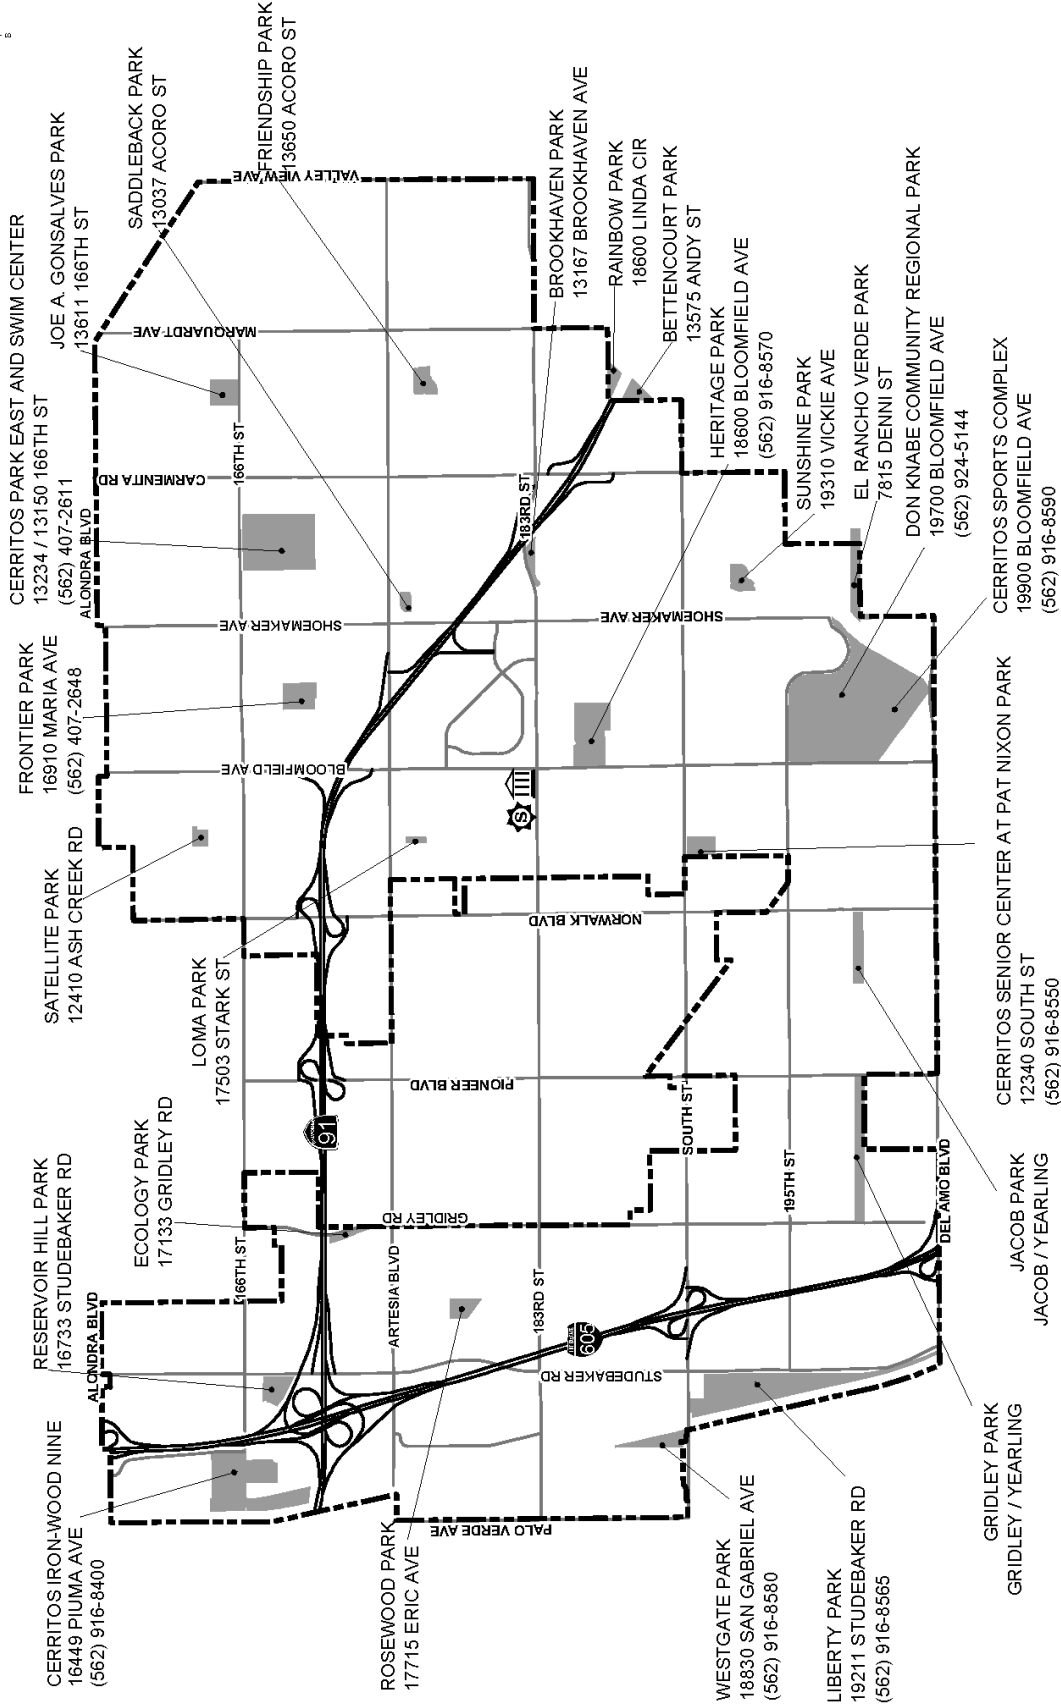 CERRITOS IRON-WOOD NINE
16449 PIUMA AVE
(562) 916-8400
RESERVOIR HILL PARK
16733 STUDEBAKER RD
ECOLOGY PARK
17133 GRIDLEY RD
LOMA PARK
17503 STARK ST
SATELLITE PARK
12410 ASH CREEK RD
FRONTIER PARK
16910 MARIA AVE
(562) 407-2648
CERRITOS PARK EAST AND SWIM CENTER
13234 / 13150 166TH ST
(562) 407-2611
JOE A. GONSALVES PARK
13611 166TH ST
SADDLEBACK PARK
13037 ACORO ST
FRIENDSHIP PARK
13650 ACORO ST
ALONDRA BLVD
ALONDRA BLVD
166TH ST
166TH ST
ARTESIA BLVD
183RD ST
183RD ST
SOUTH ST
195TH ST
DEL AMO BLVD
PALO VERDE AVE
STUDEBAKER RD
GRIDLEY RD
PIONEER BLVD
NORWALK BLVD
BLOOMFIELD AVE
SHOEMAKER AVE
SHOEMAKER AVE
CARMENITA RD
MARQUARDT AVE
VALLEY VIEW AVE
91
605
S
ROSEWOOD PARK
17715 ERIC AVE
WESTGATE PARK
18830 SAN GABRIEL AVE
(562) 916-8580
LIBERTY PARK
19211 STUDEBAKER RD
(562) 916-8565
GRIDLEY PARK
GRIDLEY / YEARLING
JACOB PARK
JACOB / YEARLING
CERRITOS SENIOR CENTER AT PAT NIXON PARK
12340 SOUTH ST
(562) 916-8550
CERRITOS SPORTS COMPLEX
19900 BLOOMFIELD AVE
(562) 916-8590
DON KNABE COMMUNITY REGIONAL PARK
19700 BLOOMFIELD AVE
(562) 924-5144
EL RANCHO VERDE PARK
7815 DENNI ST
SUNSHINE PARK
19310 VICKIE AVE
HERITAGE PARK
18600 BLOOMFIELD AVE
(562) 916-8570
BETTENCOURT PARK
13575 ANDY ST
RAINBOW PARK
18600 LINDA CIR
BROOKHAVEN PARK
13167 BROOKHAVEN AVE